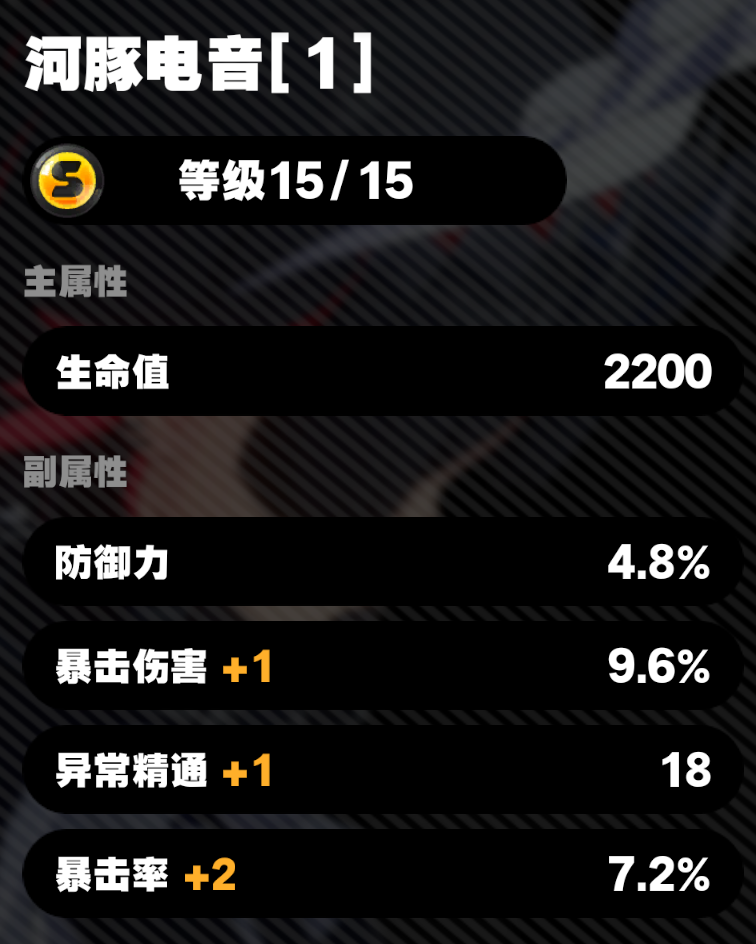 河豚电音[1]
S 等级15/15
主属性
生命值 2200
副属性
防御力 4.8%
暴击伤害 +1 9.6%
异常精通 +1 18
暴击率 +2 7.2%